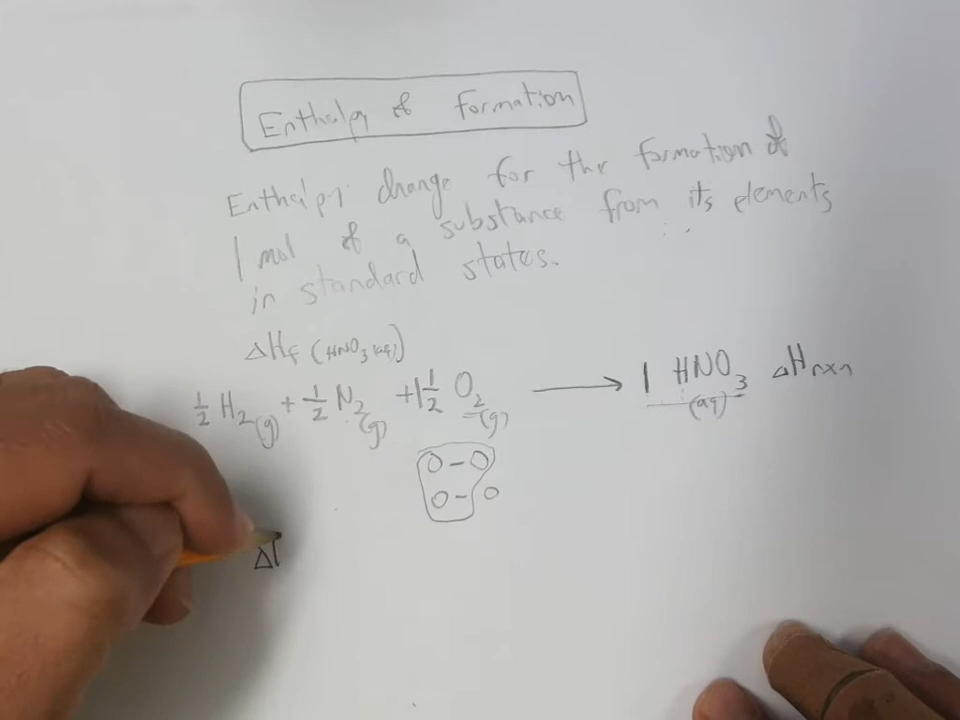 Enthalpy of formation
Enthalpy change for the formation of
1 mol of a substance from its elements
in standard states.
ΔHf (HNO3(aq))
½ H2(g) + ½ N2(g) + 1½ O2(g) ⟶ 1 HNO3(aq) ΔHrxn
O-O
O-O
Δ